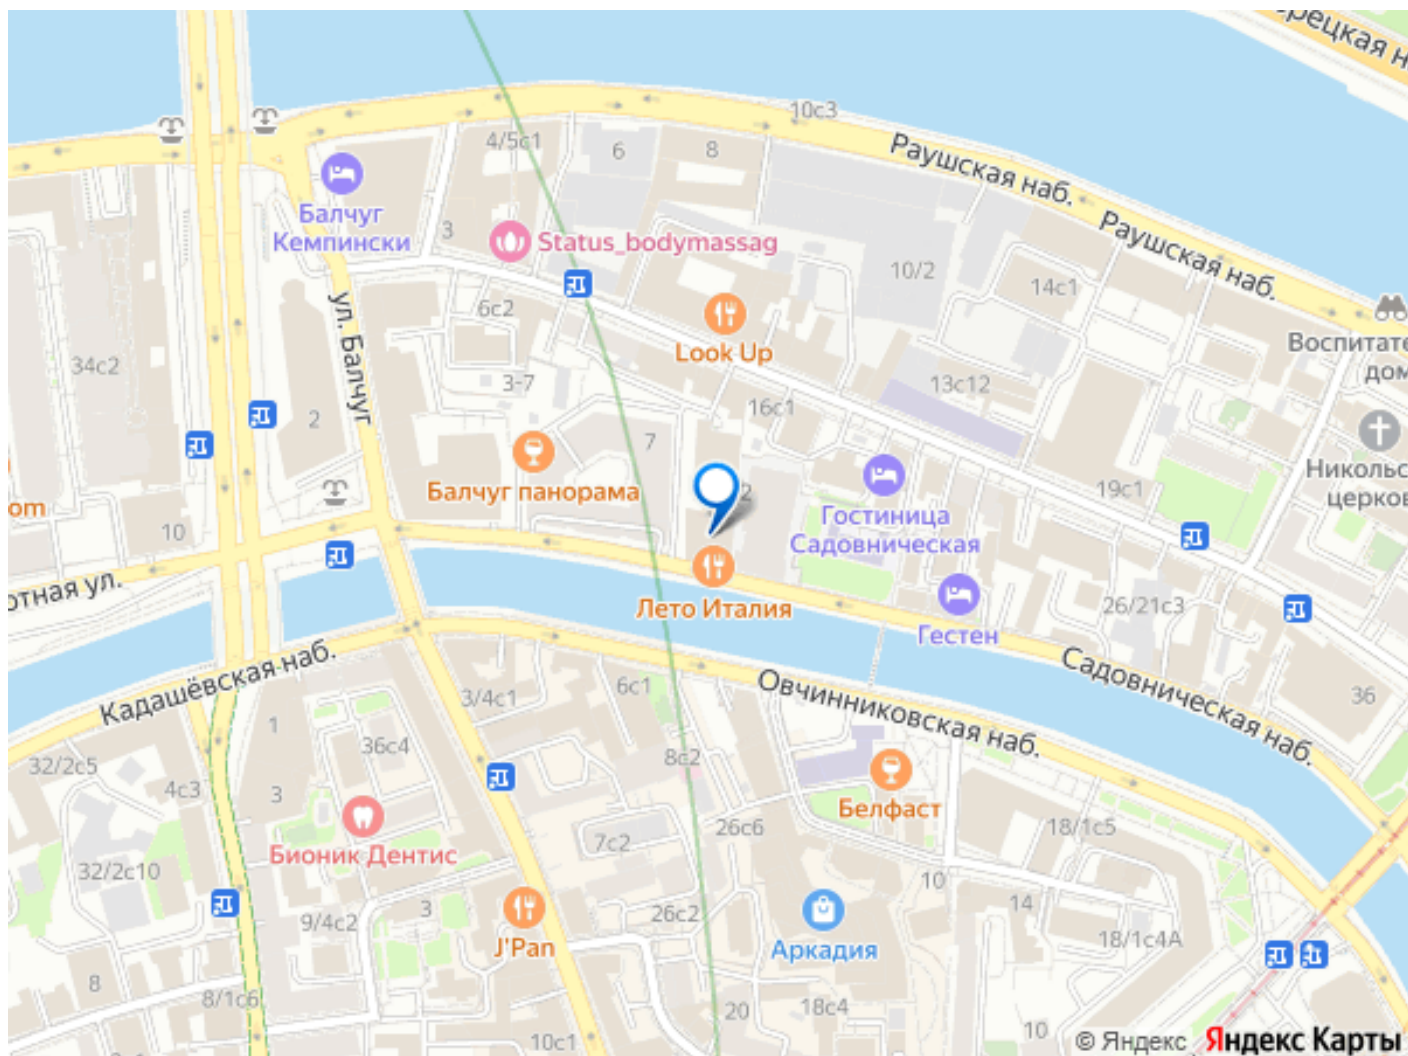 10с3
Раушская наб.
Раушская наб.
4/5с1
6
8
Балчуг
Кемпински
3
Status_bodymassag
10/2
14с1
6с2
ул. Балчуг
Look Up
Воспитате
дом
34с2
3-7
13с12
16с1
2
7
Балчуг панорама
19с1
Никольс
церков
om
10
Гостиница
Садовническая
отная ул.
Лето Италия
26/21с3
Гестен
Садовническая наб.
Кадашёвская наб.
3/4с1
6с1
Овчинниковская наб.
36
1
36с4
32/2с5
4с3
8с2
3
Белфаст
Бионик Дентис
7с2
26с6
18/1с5
32/2с10
10
14
9/4с2
3
J'Pan
26с2
Аркадия
18/1с4А
8
8/1с6
20
18с4
10
10с1
© Яндекс Яндекс Карты